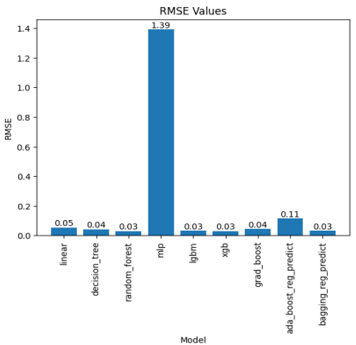 RMSE Values
RMSE
1.4
1.2
1.0
0.8
0.6
0.4
0.2
0.0
0.05
0.04
0.03
1.39
0.03
0.03
0.04
0.11
0.03
linear
decision_tree
random_forest
mlp
lgbm
xgb
grad_boost
ada_boost_reg_predict
bagging_reg_predict
Model